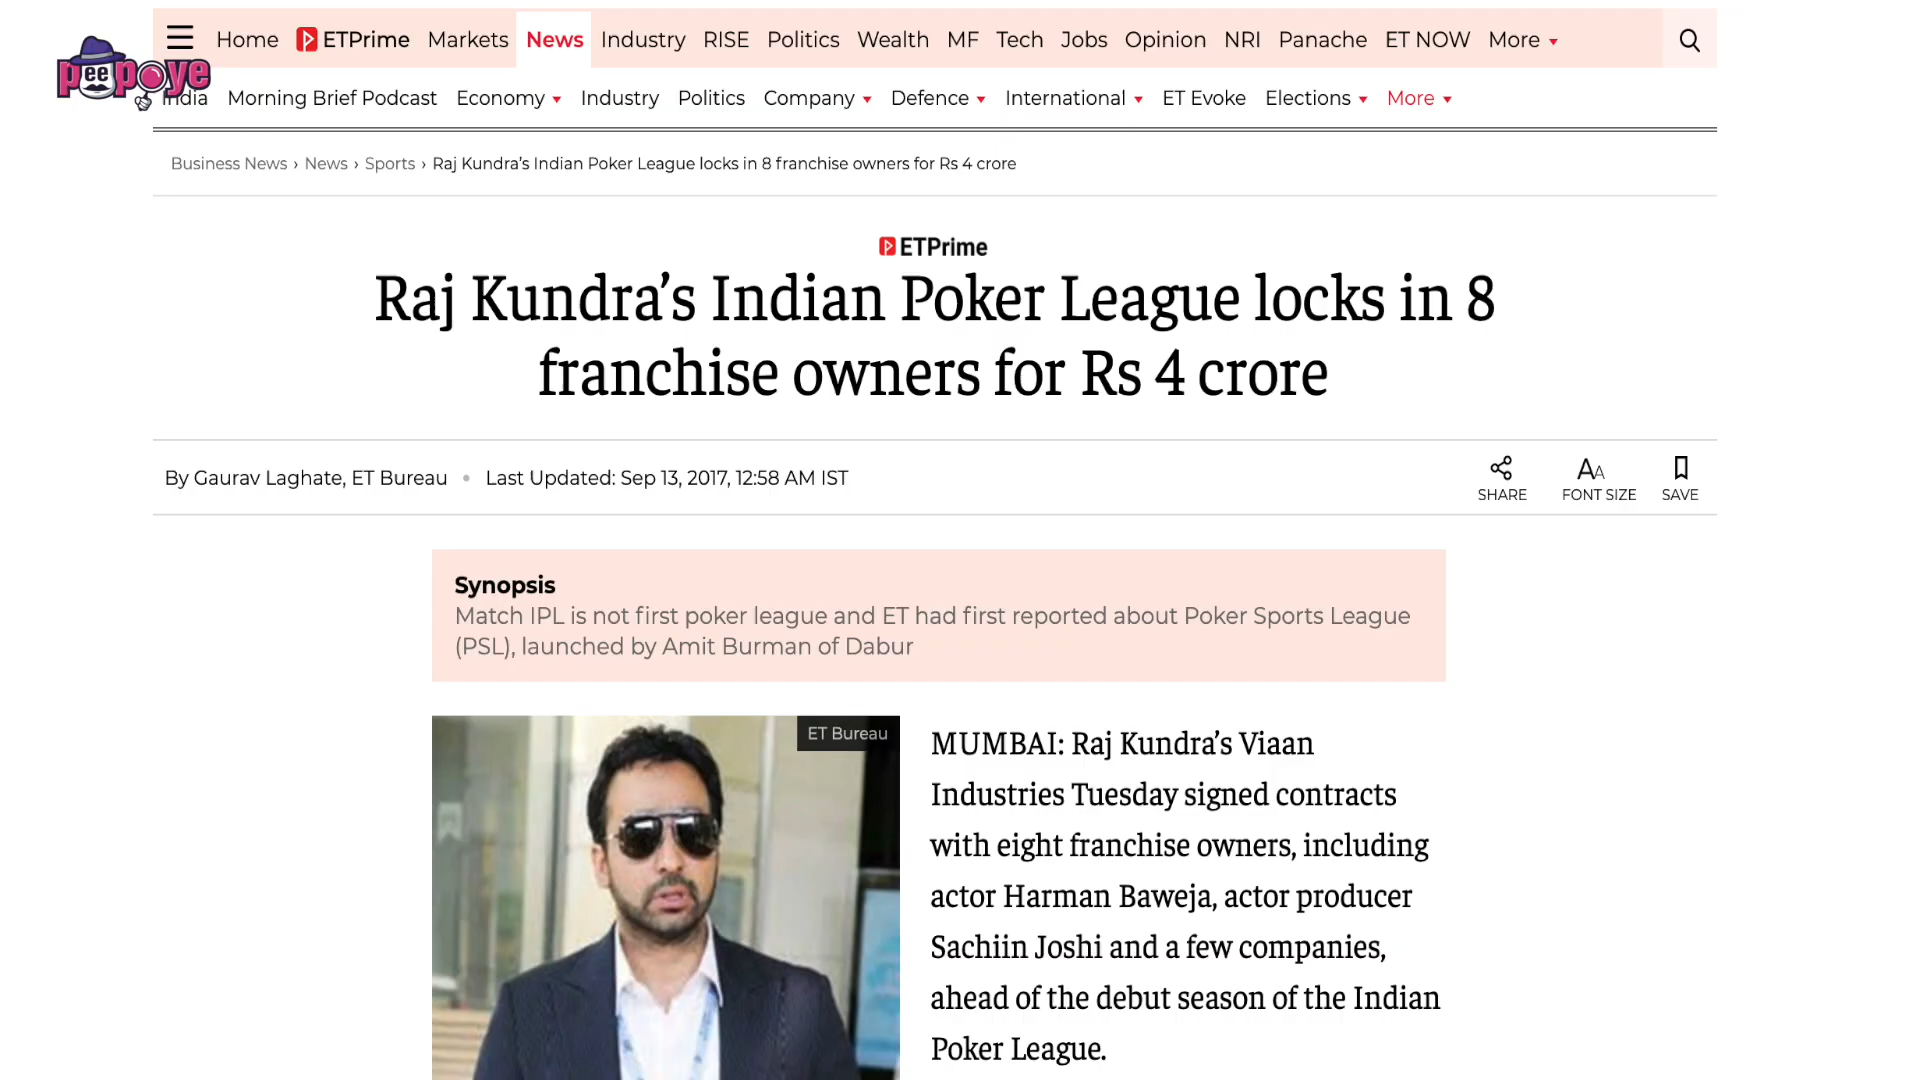 Home ETPrime Markets News Industry RISE Politics Wealth MF Tech Jobs Opinion NRI Panache ET NOW More
peepoye
India Morning Brief Podcast Economy Industry Politics Company Defence International ET Evoke Elections More
Business News › News › Sports › Raj Kundra’s Indian Poker League locks in 8 franchise owners for Rs 4 crore
ETPrime
Raj Kundra’s Indian Poker League locks in 8
franchise owners for Rs 4 crore
By Gaurav Laghate, ET Bureau • Last Updated: Sep 13, 2017, 12:58 AM IST
SHARE FONT SIZE SAVE
Synopsis
Match IPL is not first poker league and ET had first reported about Poker Sports League
(PSL), launched by Amit Burman of Dabur
ET Bureau
MUMBAI: Raj Kundra’s Viaan
Industries Tuesday signed contracts
with eight franchise owners, including
actor Harman Baweja, actor producer
Sachiin Joshi and a few companies,
ahead of the debut season of the Indian
Poker League.